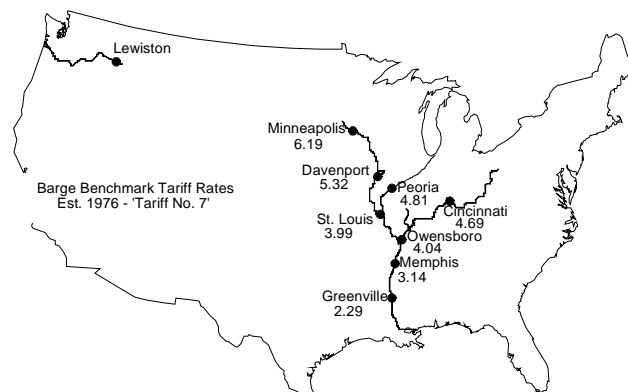 Lewiston
Minneapolis
6.19
Davenport
5.32
Peoria
4.81
Barge Benchmark Tariff Rates
Est. 1976 - 'Tariff No. 7'
Cincinnati
4.69
St. Louis
3.99
Owensboro
4.04
Memphis
3.14
Greenville
2.29